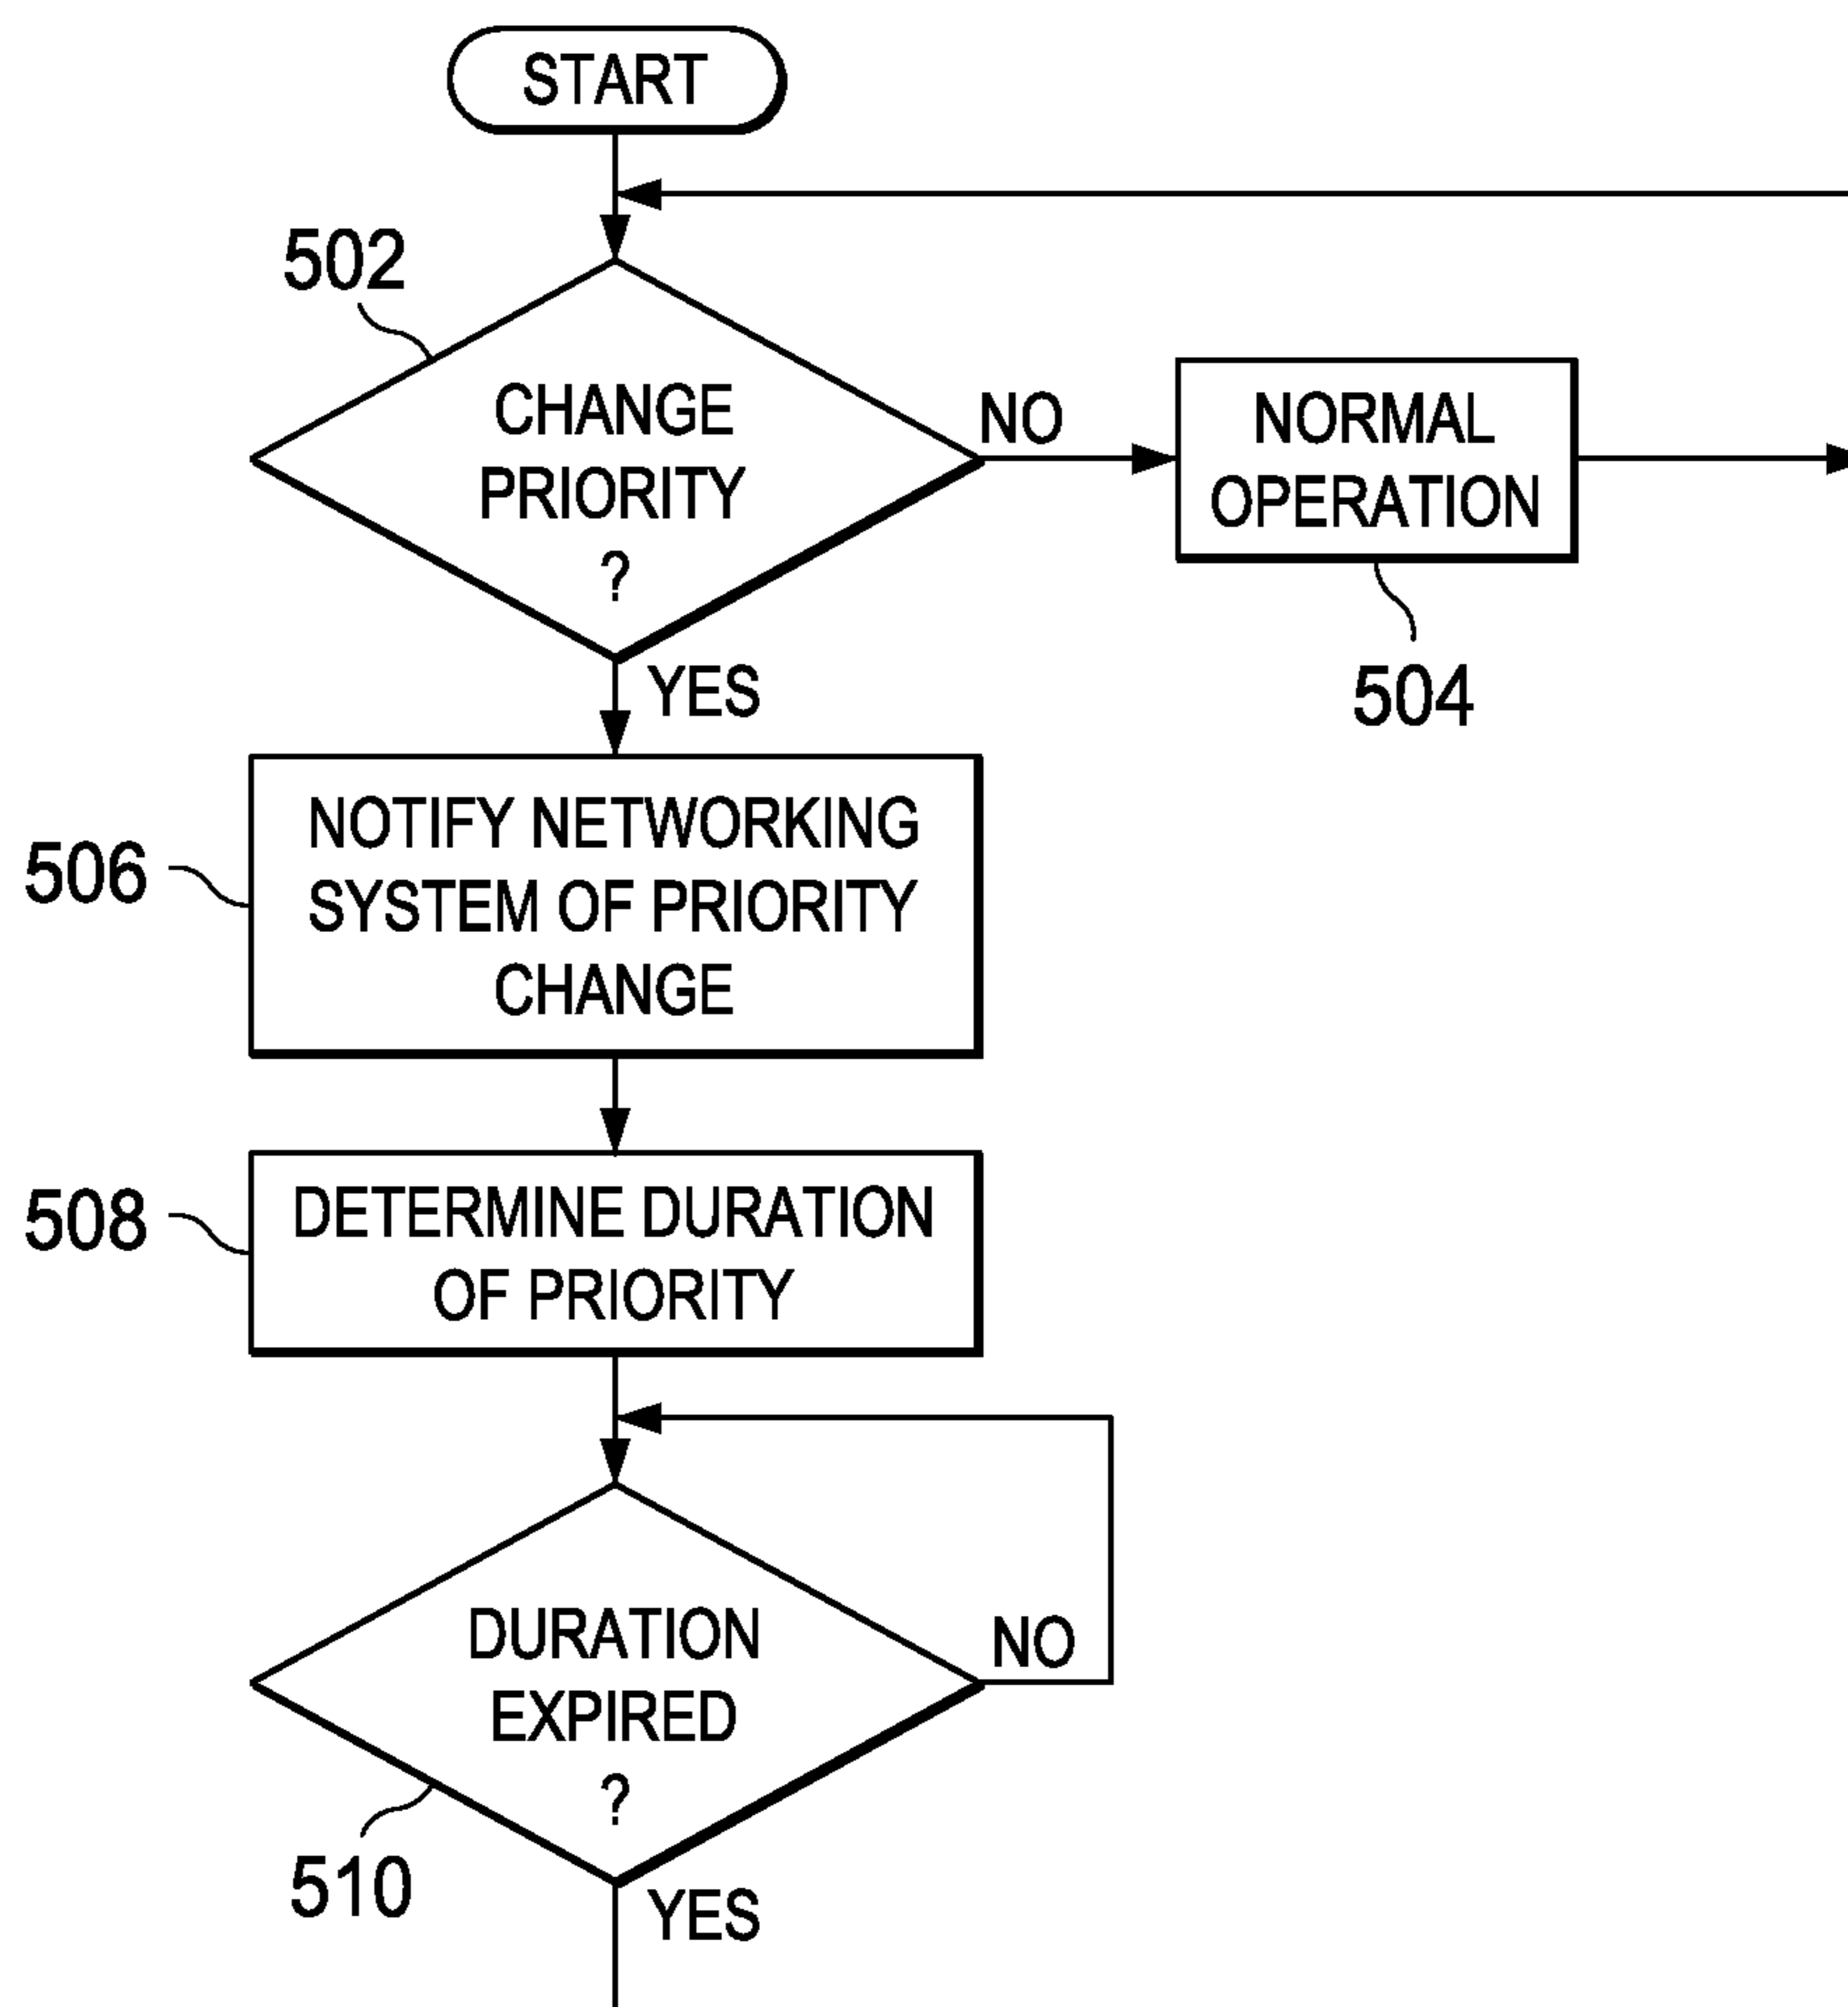 START
502
CHANGE
PRIORITY
?
NO
NORMAL
OPERATION
504
YES
506
NOTIFY NETWORKING
SYSTEM OF PRIORITY
CHANGE
508
DETERMINE DURATION
OF PRIORITY
DURATION
EXPIRED
?
NO
510
YES